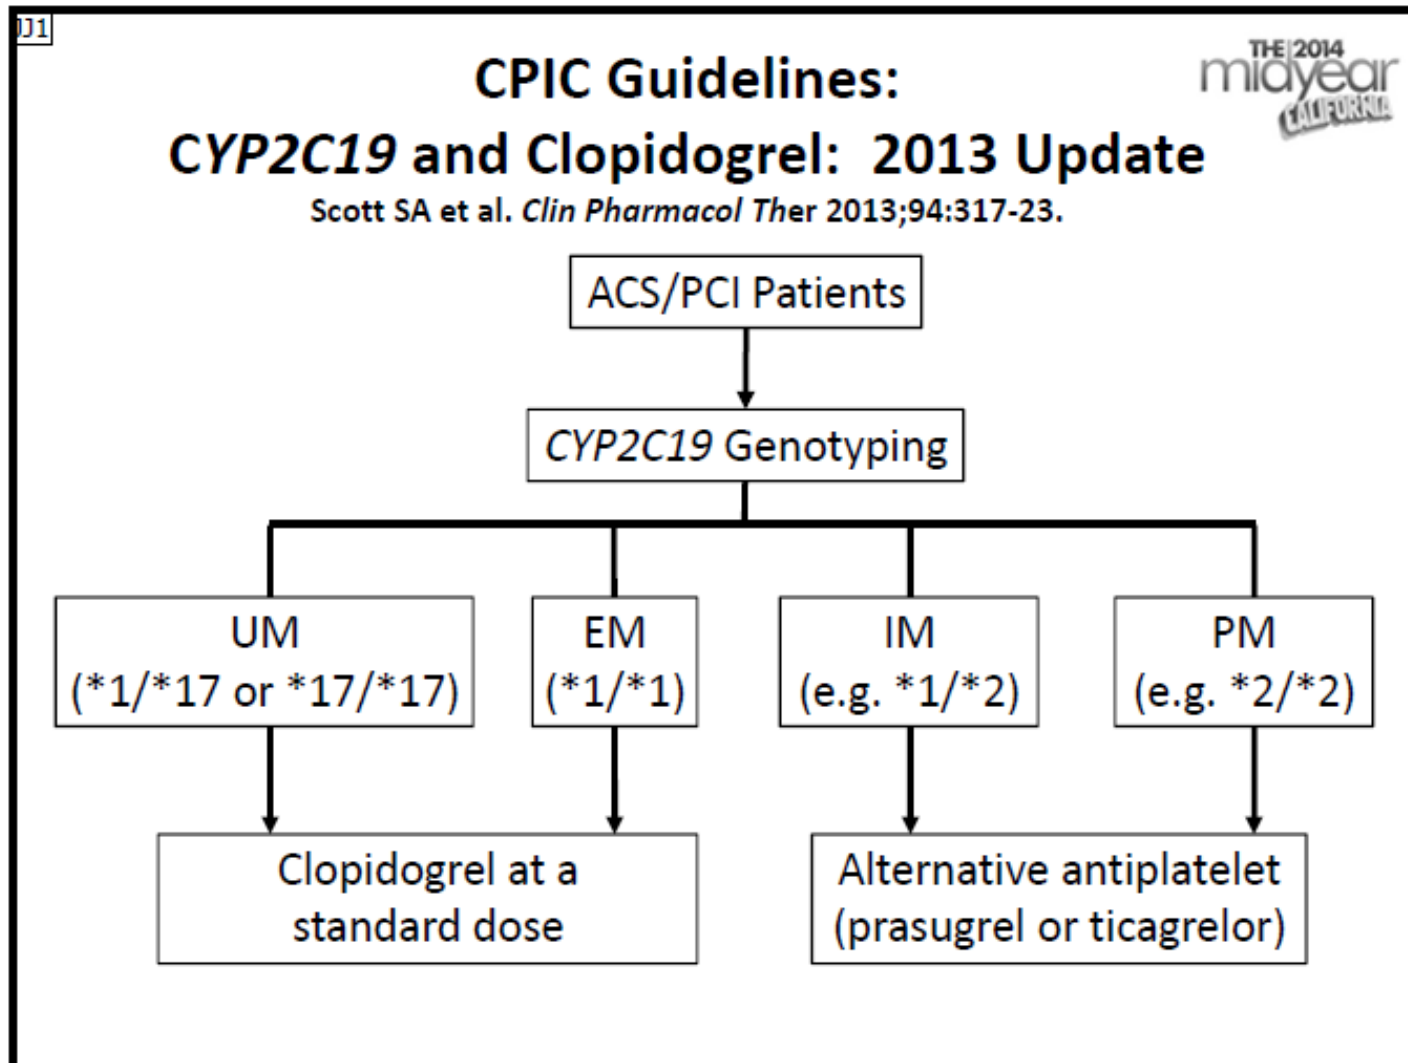 JJ1
THE 2014
midyear
CALIFORNIA
CPIC Guidelines:
CYP2C19 and Clopidogrel: 2013 Update
Scott SA et al. Clin Pharmacol Ther 2013;94:317-23.
ACS/PCI Patients
CYP2C19 Genotyping
UM
(*1/*17 or *17/*17)
EM
(*1/*1)
IM
(e.g. *1/*2)
PM
(e.g. *2/*2)
Clopidogrel at a
standard dose
Alternative antiplatelet
(prasugrel or ticagrelor)